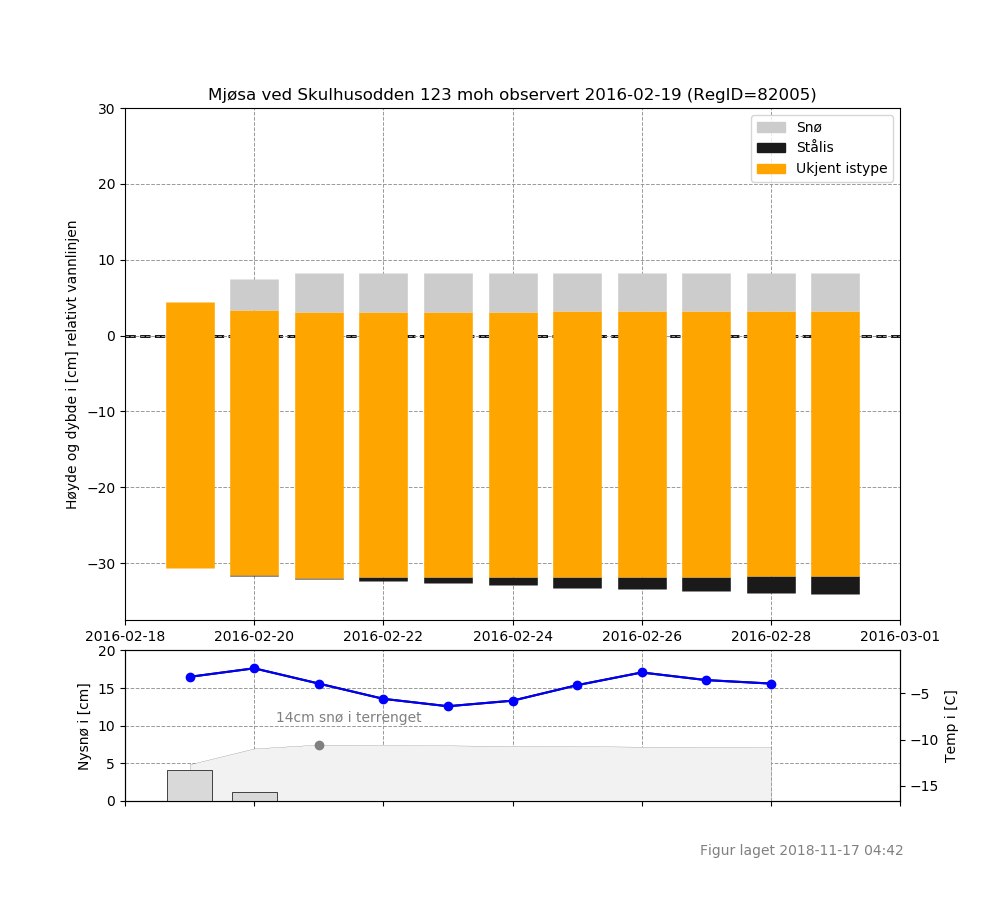 Mjøsa ved Skulhusodden 123 moh observert 2016-02-19 (RegID=82005)
Høyde og dybde i [cm] relativt vannlinjen
30
20
10
0
−10
−20
−30
Snø
Stålis
Ukjent istype
2016-02-18 2016-02-20 2016-02-22 2016-02-24 2016-02-26 2016-02-28 2016-03-01
Nysnø i [cm]
20
15
10
5
0
14cm snø i terrenget
−5
−10
−15
Temp i [C]
Figur laget 2018-11-17 04:42